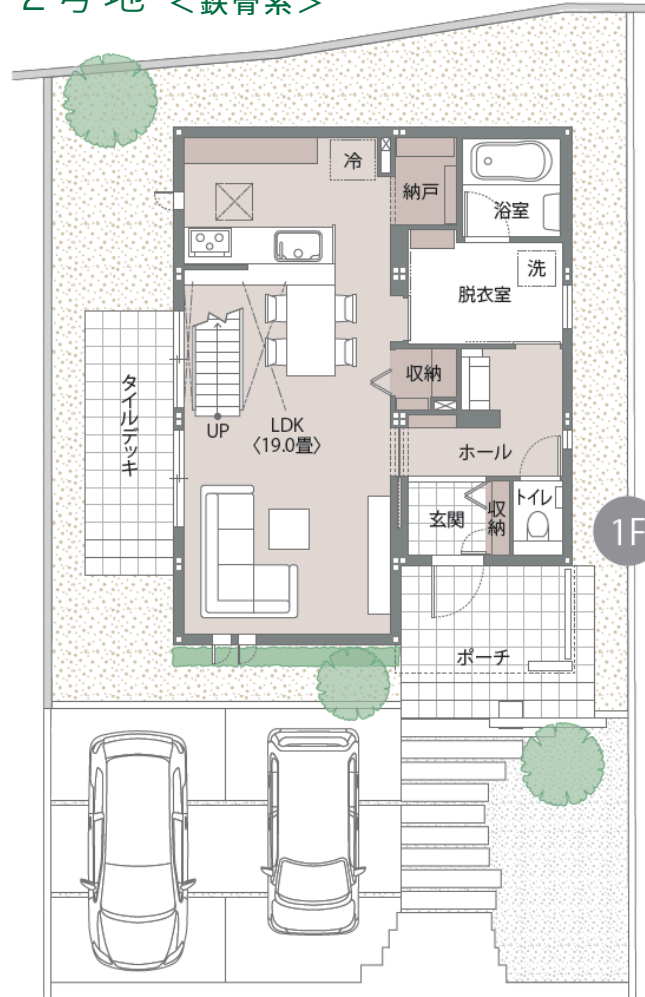 2号地 <鉄骨系>
冷
納戸
浴室
洗
脱衣室
収納
タイルデッキ
UP
LDK
〈19.0畳〉
ホール
玄関
収納
トイレ
1F
ポーチ